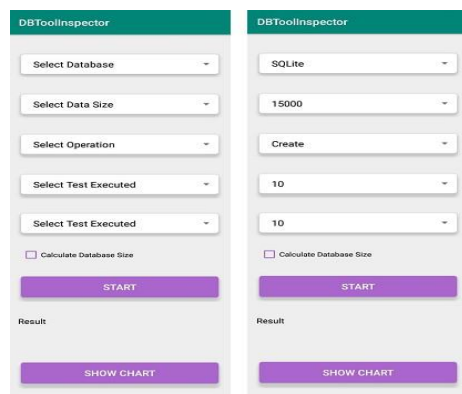 DBToolInspector
Select Database
Select Data Size
Select Operation
Select Test Executed
Select Test Executed
Calculate Database Size
START
Result
SHOW CHART
DBToolInspector
SQLite
15000
Create
10
10
Calculate Database Size
START
Result
SHOW CHART